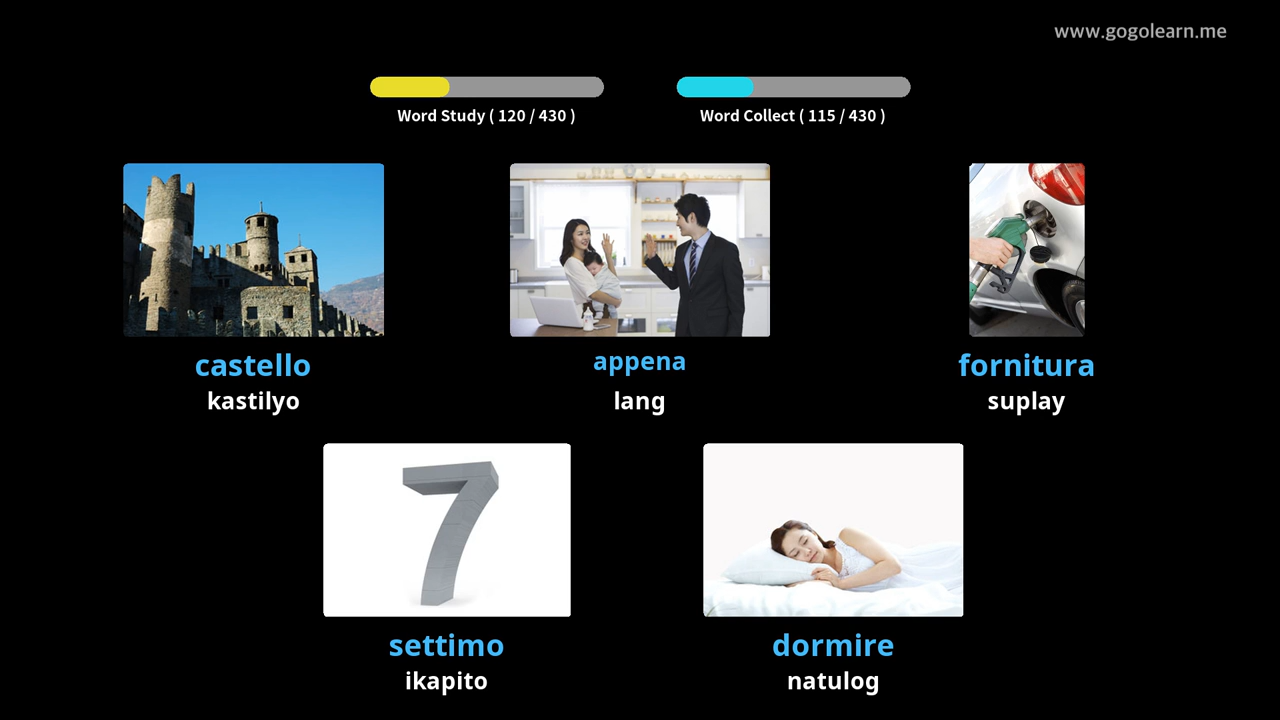 www.gogolearn.me
Word Study ( 120 / 430 )
Word Collect ( 115 / 430 )
castello
kastilyo
appena
lang
fornitura
suplay
7
settimo
ikapito
dormire
natulog